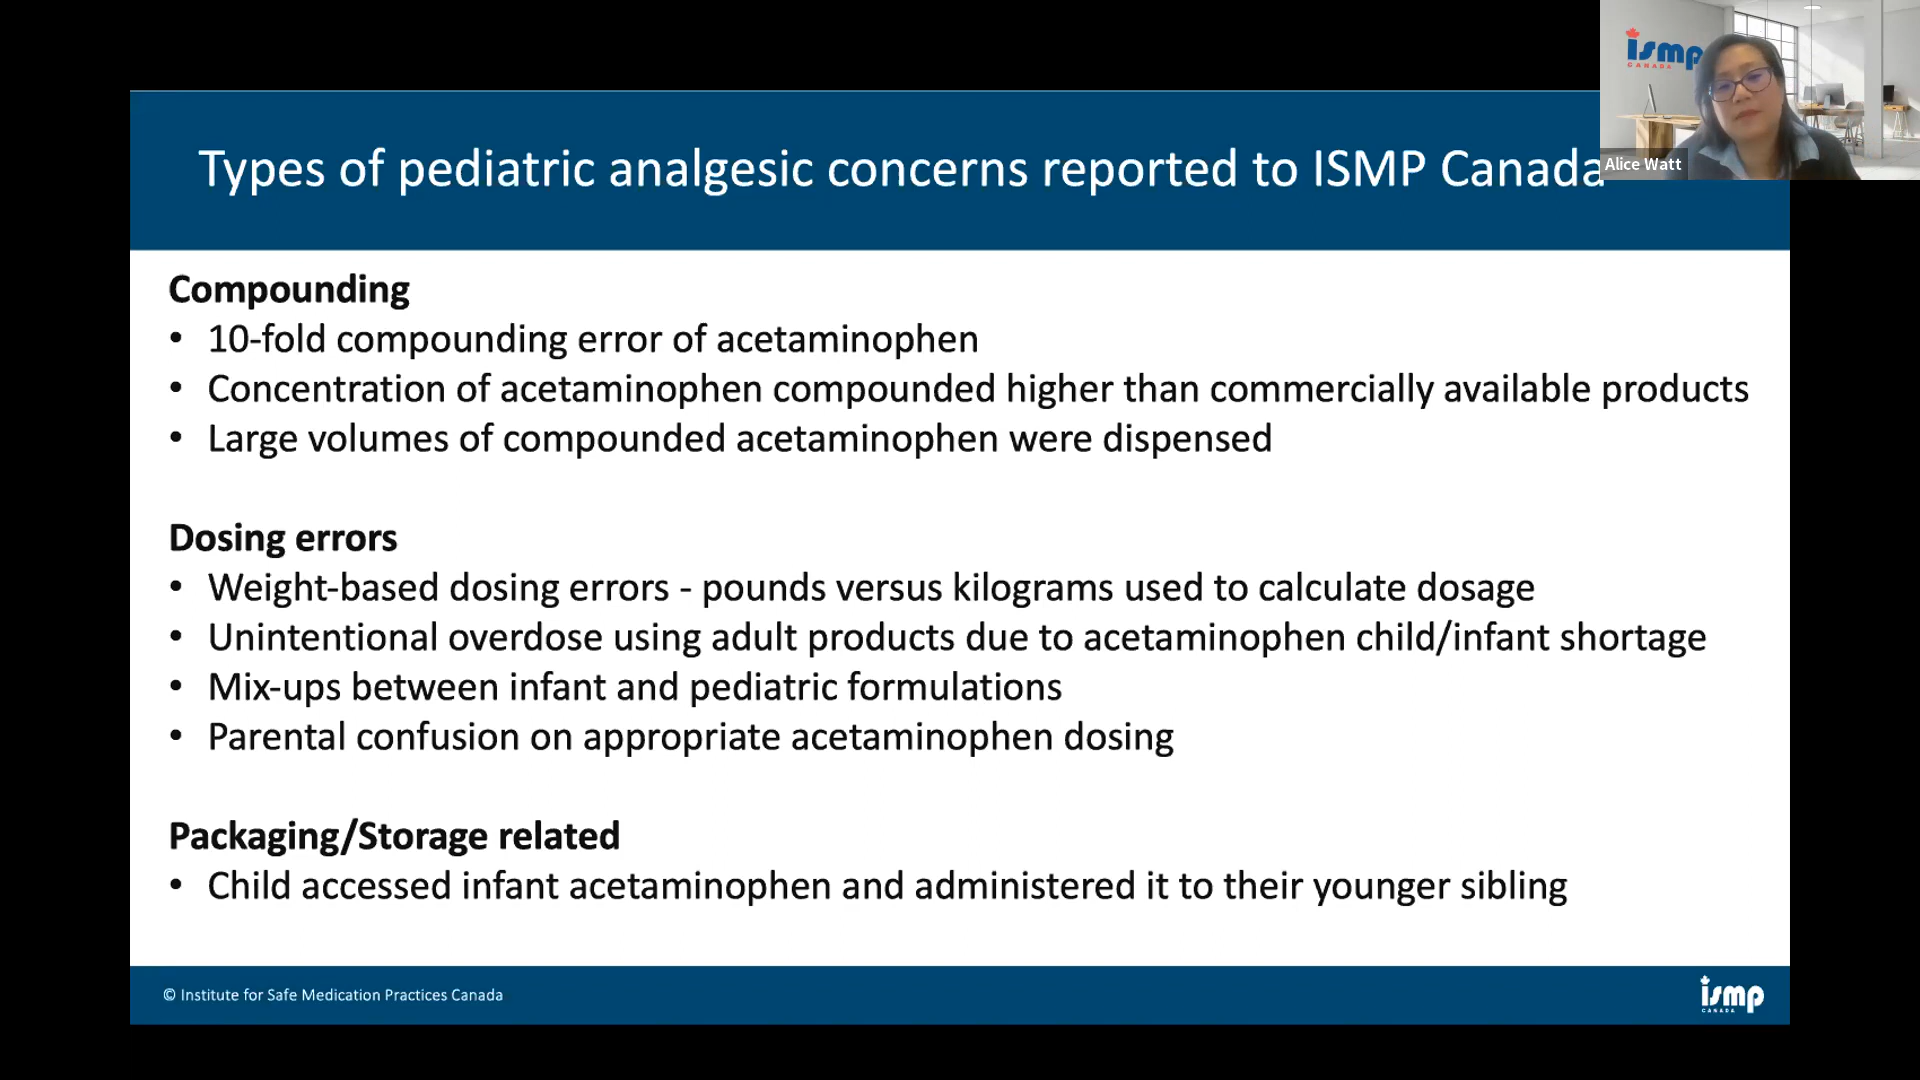 ismp
CANADA
Alice Watt
Types of pediatric analgesic concerns reported to ISMP Canada
Compounding
• 10-fold compounding error of acetaminophen
• Concentration of acetaminophen compounded higher than commercially available products
• Large volumes of compounded acetaminophen were dispensed
Dosing errors
• Weight-based dosing errors - pounds versus kilograms used to calculate dosage
• Unintentional overdose using adult products due to acetaminophen child/infant shortage
• Mix-ups between infant and pediatric formulations
• Parental confusion on appropriate acetaminophen dosing
Packaging/Storage related
• Child accessed infant acetaminophen and administered it to their younger sibling
© Institute for Safe Medication Practices Canada
ismp
CANADA